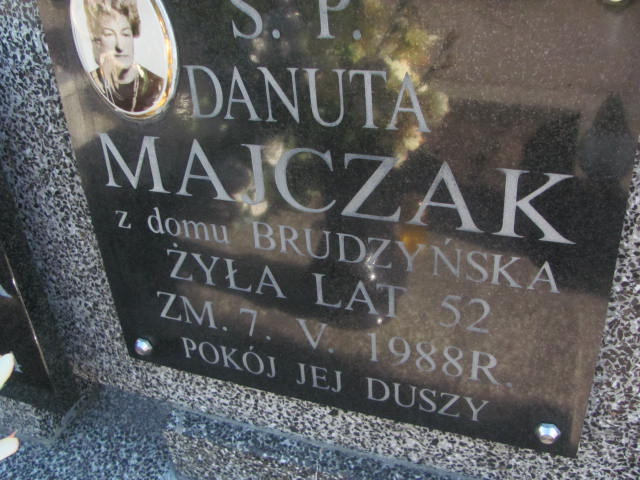 Ś. P.
DANUTA
MAJCZAK
z domu BRUDZYŃSKA
ŻYŁA LAT 52
ZM. 7. V. 1988R.
POKÓJ JEJ DUSZY